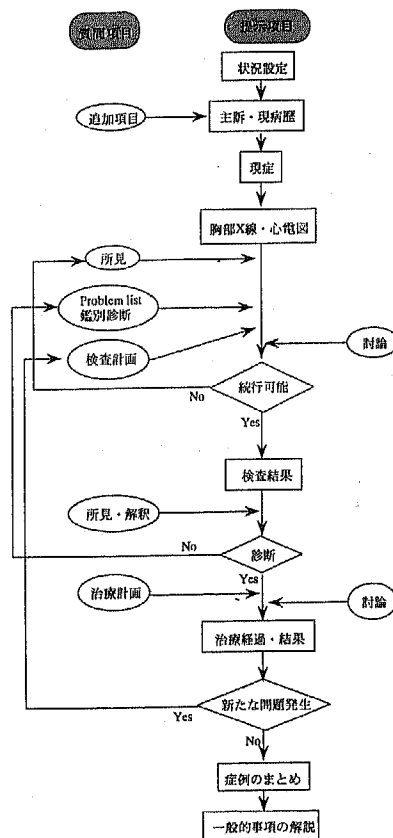 質問項目
提示項目
状況設定
追加項目
主訴・現病歴
現症
胸部X線・心電図
所見
Problem list
鑑別診断
検査計画
討論
続行可能
No
Yes
検査結果
所見・解釈
No
診断
Yes
治療計画
討論
治療経過・結果
新たな問題発生
Yes
No
症例のまとめ
一般的事項の解説